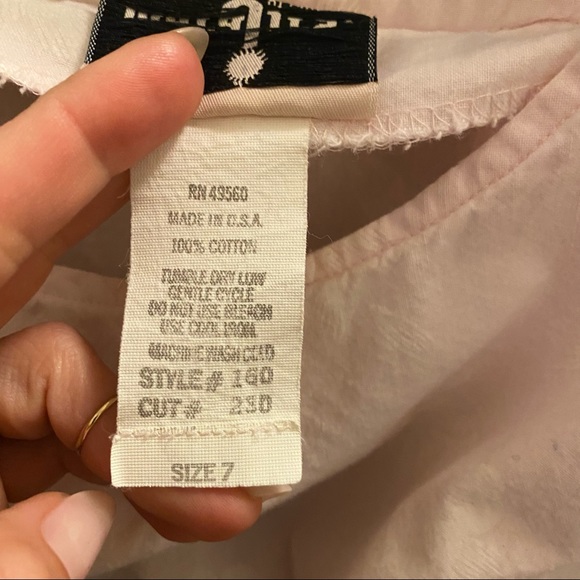 RN 49560
MADE IN U.S.A.
100% COTTON
TUMBLE DRY LOW
GENTLE CYCLE
DO NOT USE BLEACH
USE COOL IRON
MACHINE WASH COLD
STYLE# 160
CUT# 230
SIZE 7